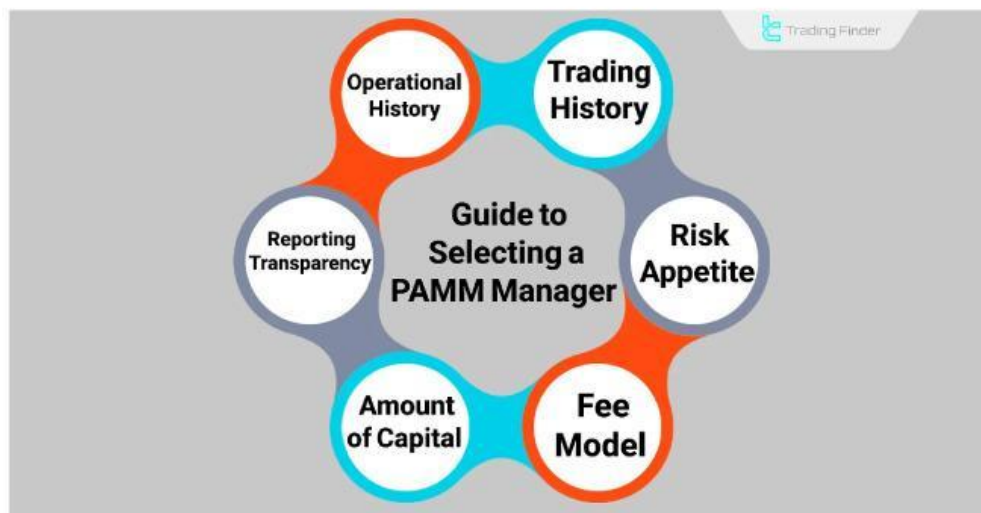 Trading Finder
Operational
History
Trading
History
Reporting
Transparency
Guide to
Selecting a
PAMM Manager
Risk
Appetite
Amount
of Capital
Fee
Model